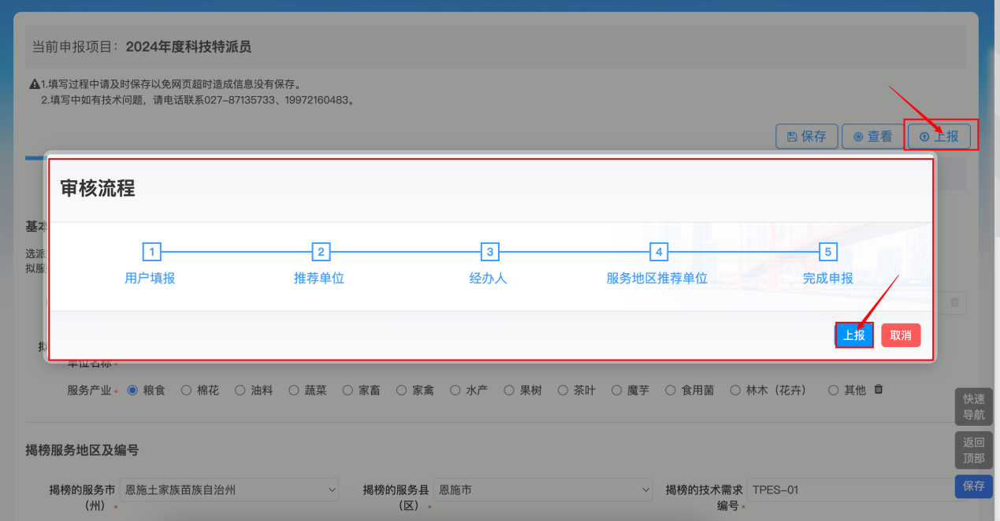 当前申报项目：2024年度科技特派员
1.填写过程中请及时保存以免网页超时造成信息没有保存。
2.填写中如有技术问题，请电话联系027-87135733、19972160483。
保存 查看 上报
审核流程
基本
选派
拟服
1 2 3 4 5
用户填报 推荐单位 经办人 服务地区推荐单位 完成申报
上报 取消
拟
单位名称*
服务产业* 粮食 棉花 油料 蔬菜 家畜 家禽 水产 果树 茶叶 魔芋 食用菌 林木（花卉） 其他
快速
导航
揭榜服务地区及编号
返回
顶部
保存
揭榜的服务市 恩施土家族苗族自治州 揭榜的服务县 恩施市 揭榜的技术需求 TPES-01
（州）* （区）* 编号*